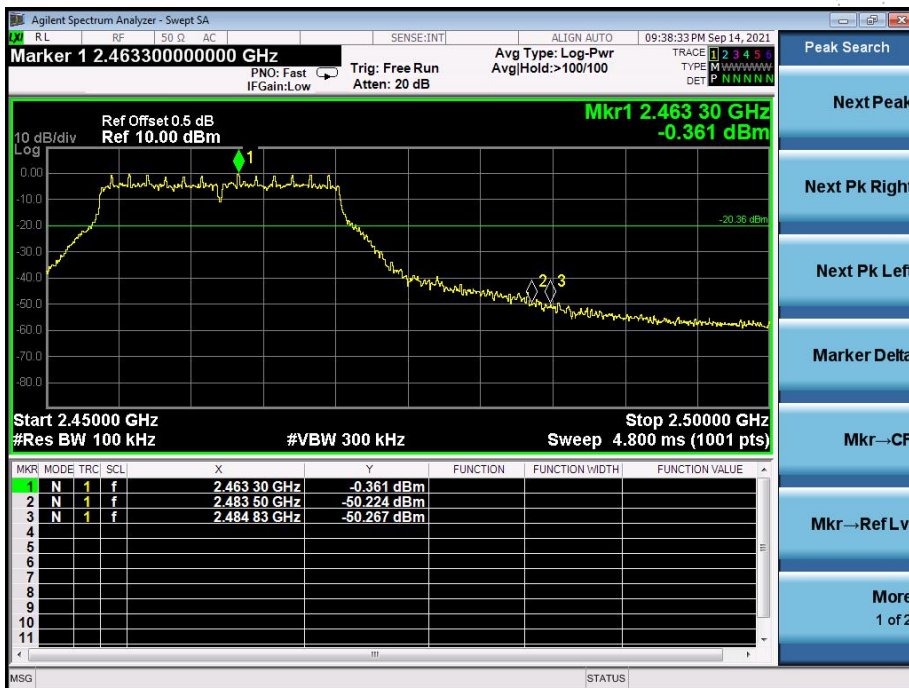 Agilent Spectrum Analyzer - Swept SA
LXI RL RF 50 Ω AC SENSE:INT ALIGN AUTO 09:38:33 PM Sep 14, 2021
Marker 1 2.463300000000 GHz
PNO: Fast
IFGain:Low
Trig: Free Run
Atten: 20 dB
Avg Type: Log-Pwr
Avg|Hold:>100/100
TRACE 1 2 3 4 5 6
TYPE M W W W W W
DET P N N N N N
Peak Search
Mkr1 2.463 30 GHz
-0.361 dBm
Ref Offset 0.5 dB
10 dB/div Ref 10.00 dBm
Log
1
0.00
-10.0
-20.0
-20.36 dBm
-30.0
-40.0
2 3
-50.0
-60.0
-70.0
-80.0
Start 2.45000 GHz Stop 2.50000 GHz
#Res BW 100 kHz #VBW 300 kHz Sweep 4.800 ms (1001 pts)
MKR MODE TRC SCL X Y FUNCTION FUNCTION WIDTH FUNCTION VALUE
1 N 1 f 2.463 30 GHz -0.361 dBm
2 N 1 f 2.483 50 GHz -50.224 dBm
3 N 1 f 2.484 83 GHz -50.267 dBm
4
5
6
7
8
9
10
11
MSG STATUS
Next Peak
Next Pk Right
Next Pk Left
Marker Delta
Mkr→CF
Mkr→Ref Lv
More
1 of 2